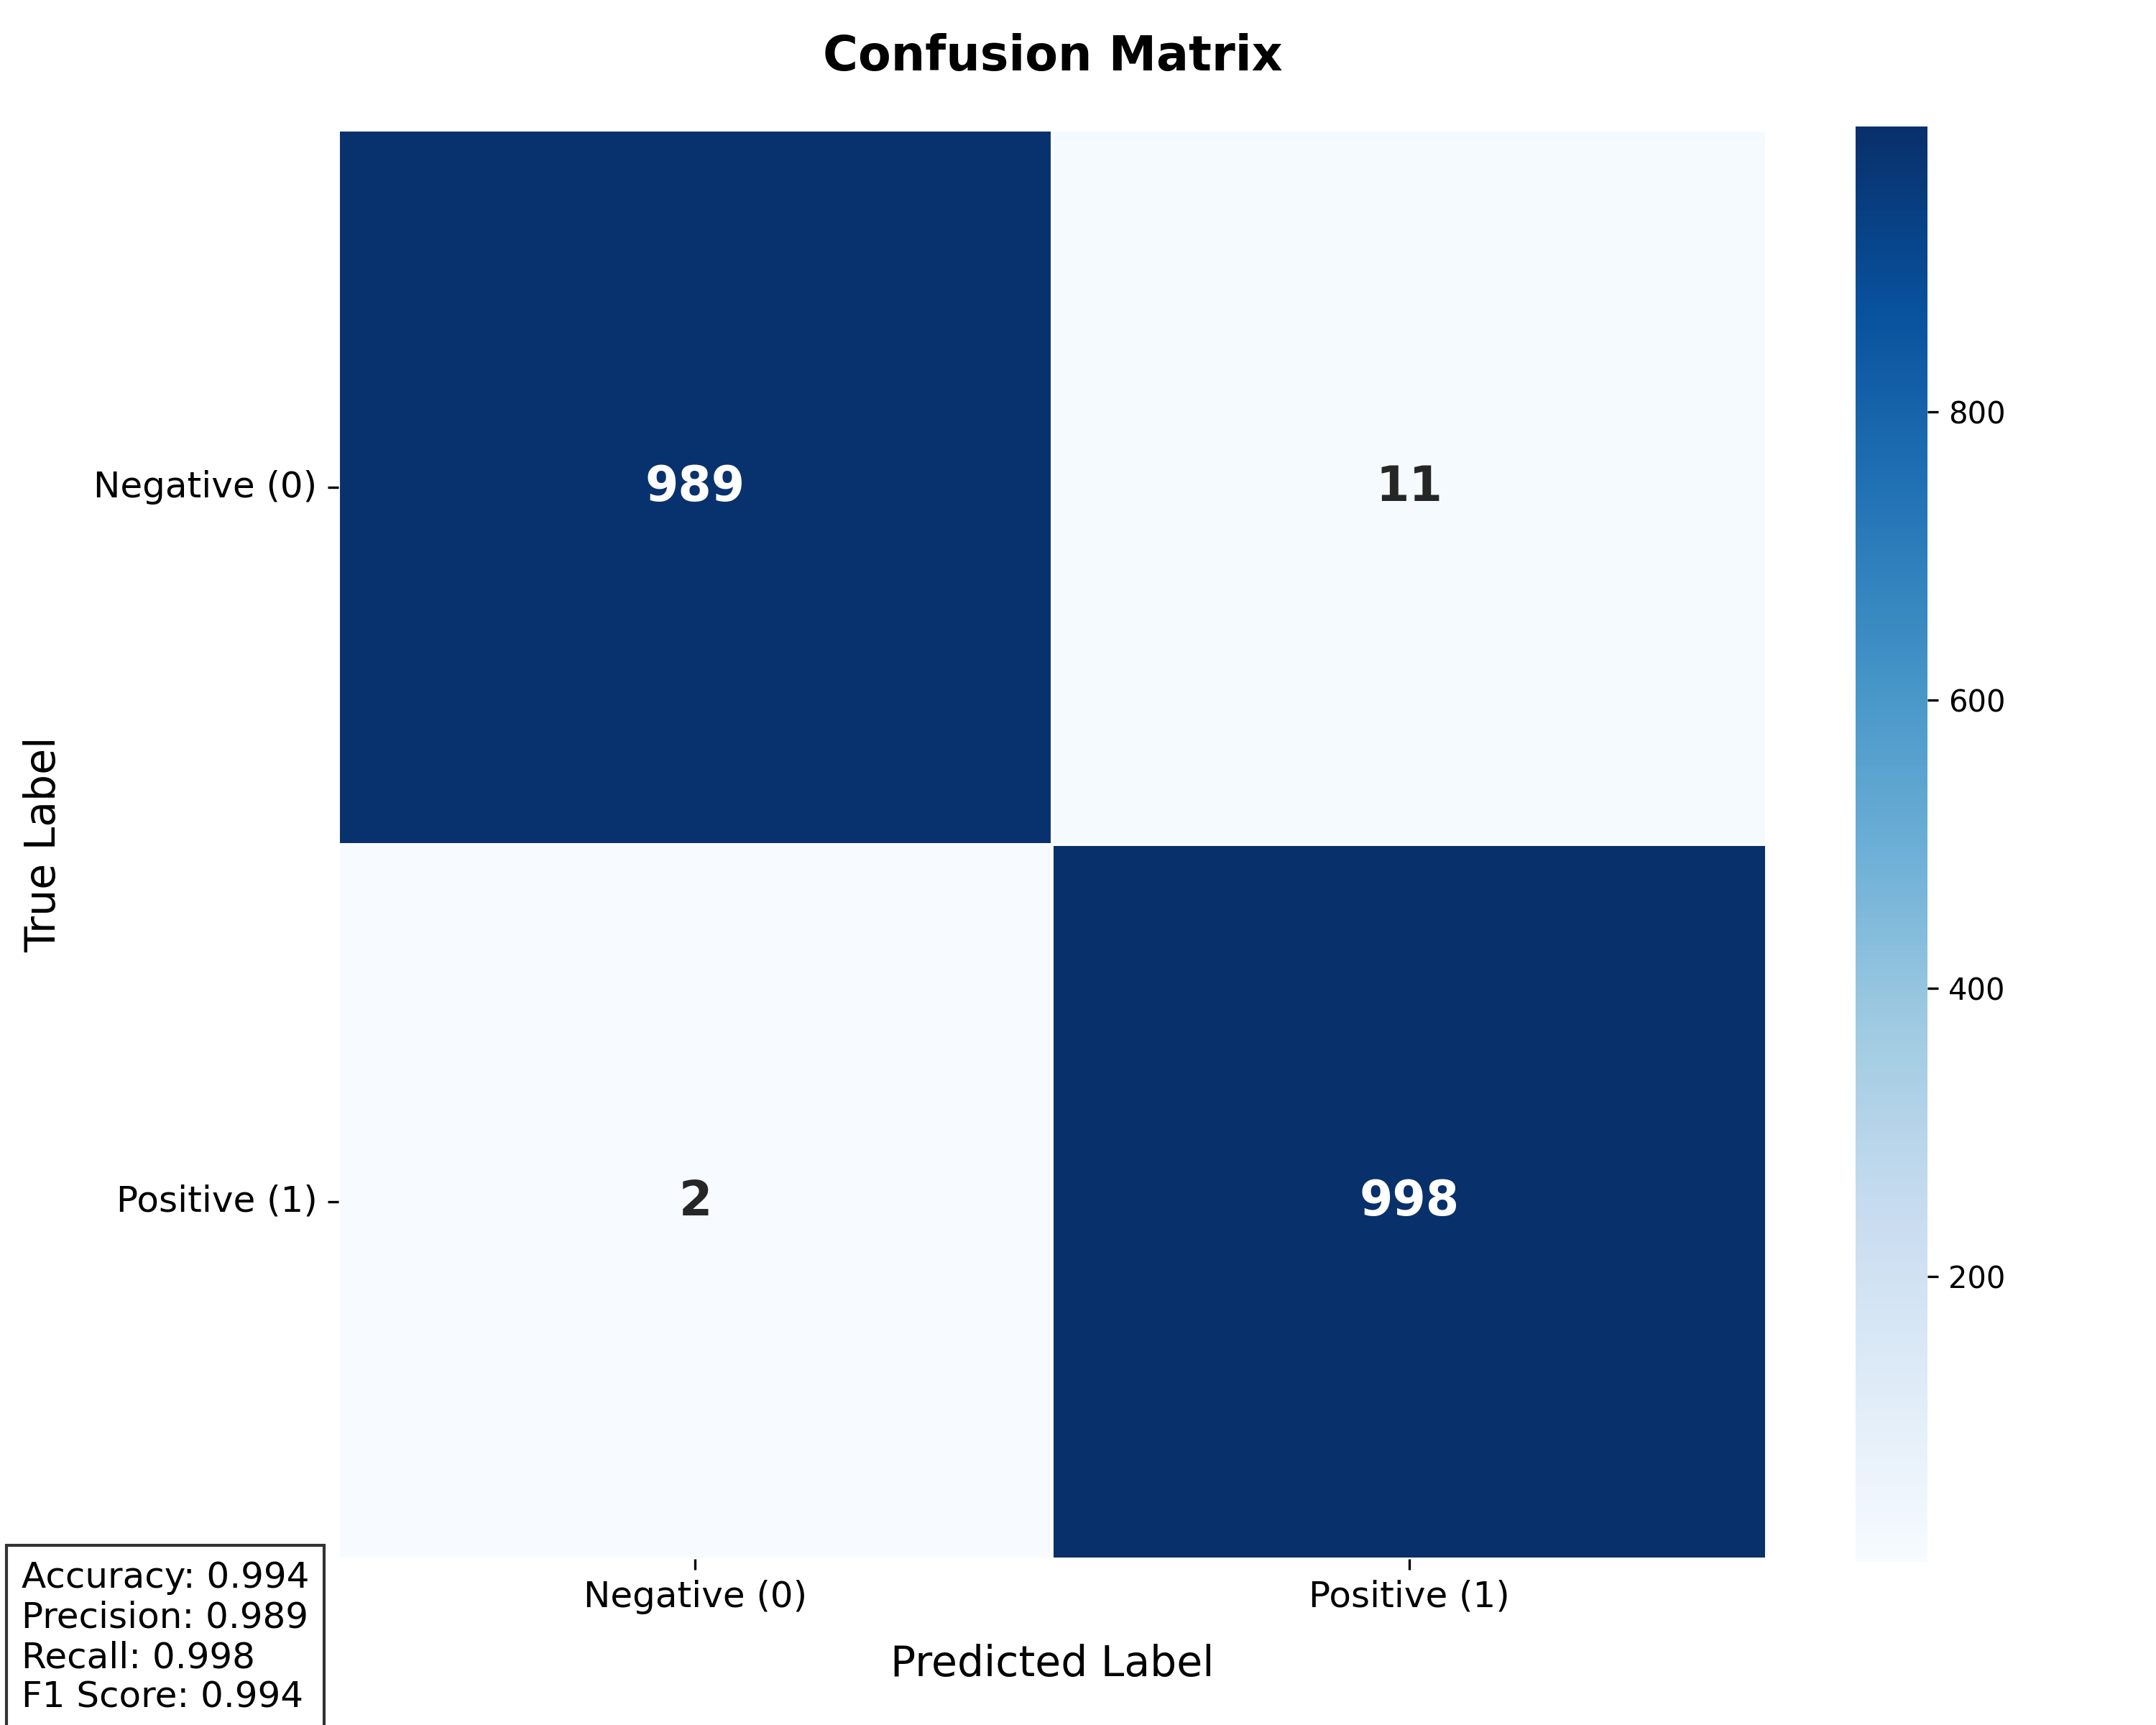 Confusion Matrix
Negative (0)
989
11
True Label
Positive (1)
2
998
800
600
400
200
Negative (0)
Positive (1)
Predicted Label
Accuracy: 0.994
Precision: 0.989
Recall: 0.998
F1 Score: 0.994